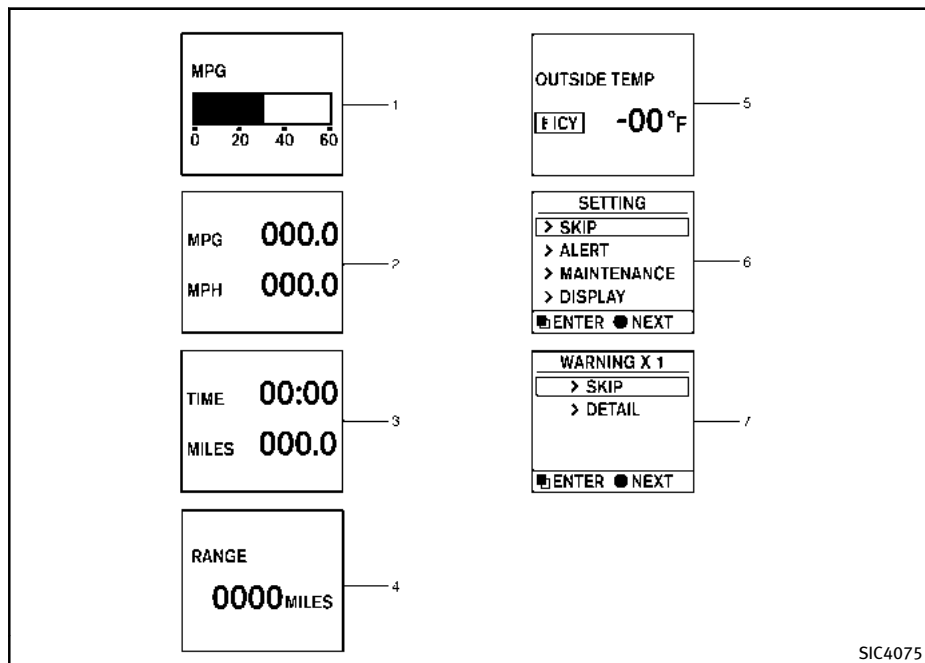 MPG
0 20 40 60
1
MPG 000.0
MPH 000.0
2
TIME 00:00
MILES 000.0
3
RANGE
0000 MILES
4
OUTSIDE TEMP
ICY -00°F
5
SETTING
> SKIP
> ALERT
> MAINTENANCE
> DISPLAY
ENTER NEXT
6
WARNING X 1
> SKIP
> DETAIL
ENTER NEXT
7
SIC4075